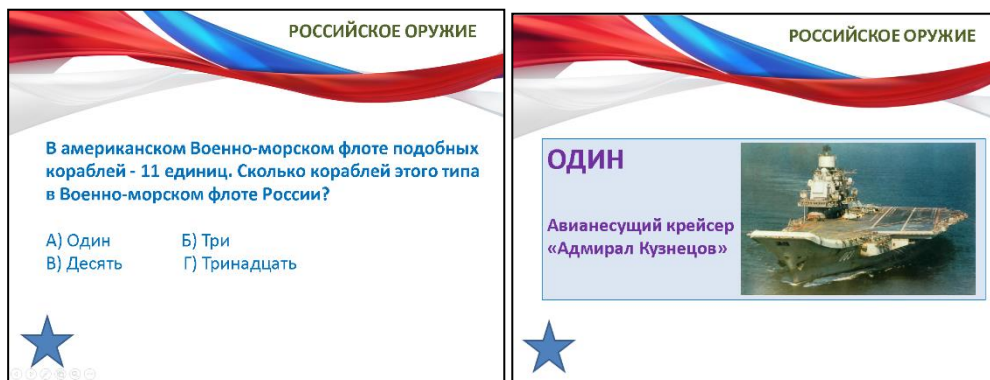 РОССИЙСКОЕ ОРУЖИЕ
В американском Военно-морском флоте подобных
кораблей - 11 единиц. Сколько кораблей этого типа
в Военно-морском флоте России?
А) Один Б) Три
В) Десять Г) Тринадцать
РОССИЙСКОЕ ОРУЖИЕ
ОДИН
Авианесущий крейсер
«Адмирал Кузнецов»